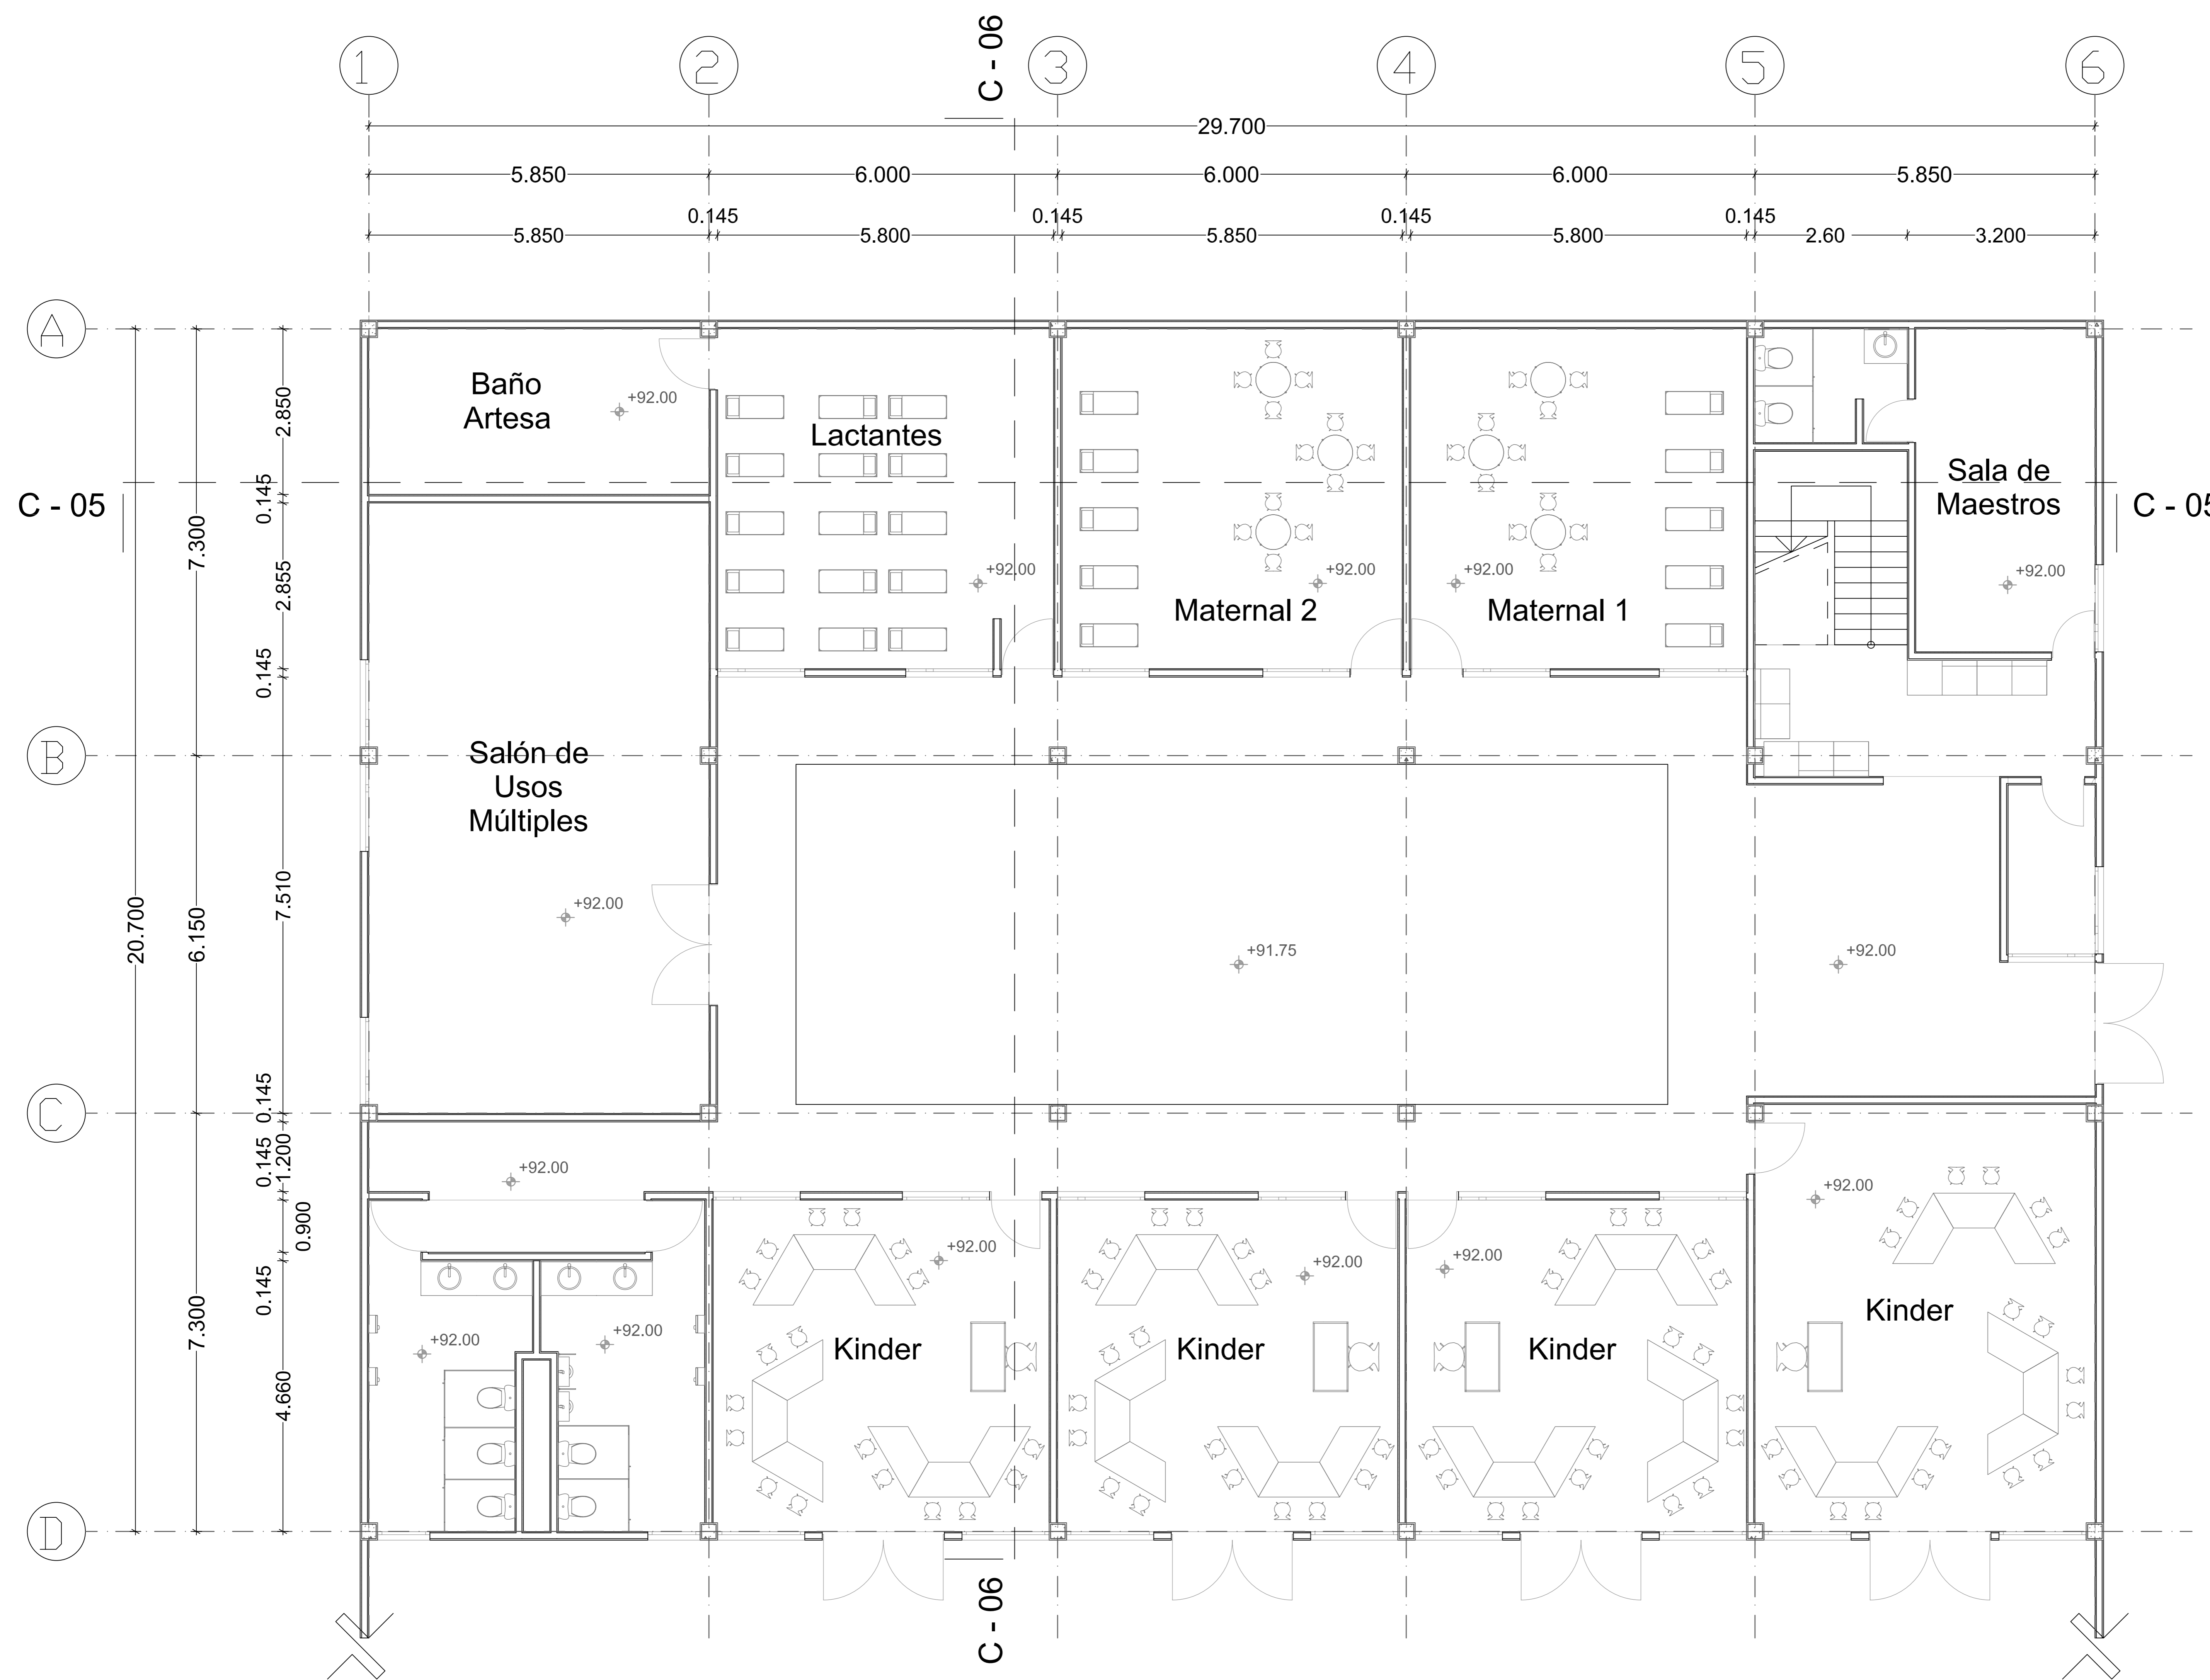 C - 06
1
2
3
4
5
6
29.700
5.850
6.000
6.000
6.000
5.850
0.145
0.145
0.145
0.145
5.850
5.800
5.850
5.800
2.60
3.200
A
B
C
D
20.700
7.300
6.150
7.300
2.850
0.145
2.855
0.145
7.510
0.145
1.200
0.145
0.900
0.145
4.660
C - 05
C - 05
Baño
Artesa
+92.00
Lactantes
+92.00
Maternal 2
+92.00
Maternal 1
+92.00
Sala de
Maestros
+92.00
Salón de
Usos
Múltiples
+92.00
+91.75
+92.00
+92.00
+92.00
+92.00
Kinder
+92.00
Kinder
+92.00
Kinder
+92.00
Kinder
+92.00
C - 06